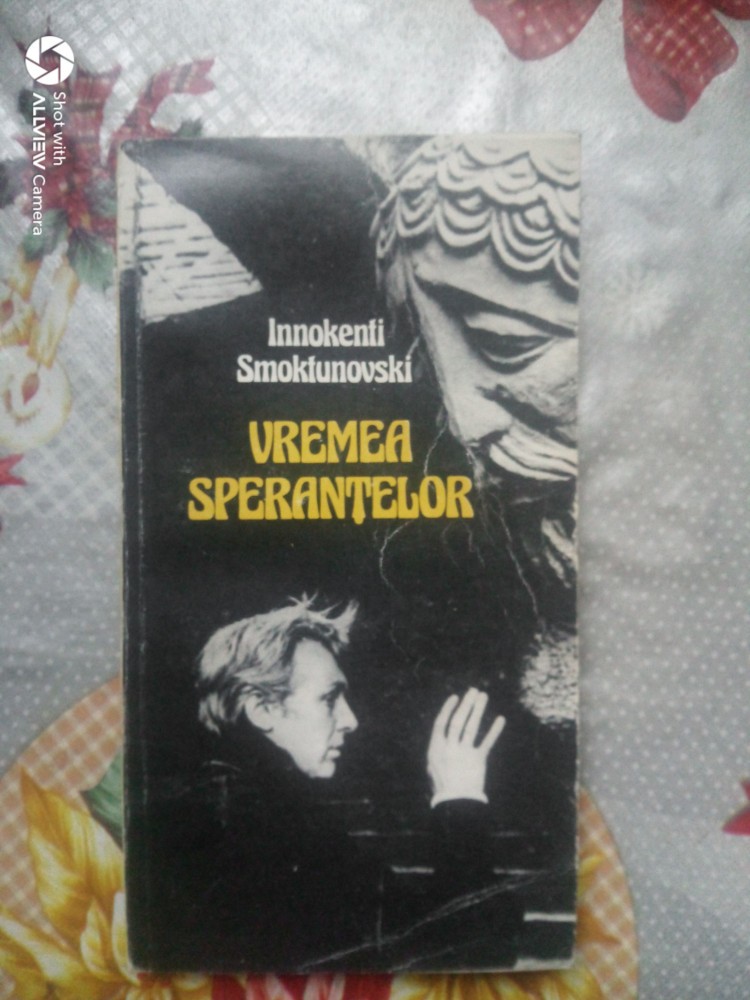 Shot with
ALLVIEW Camera
Innokenti
Smoktunovski
VREMEA
SPERANȚELOR